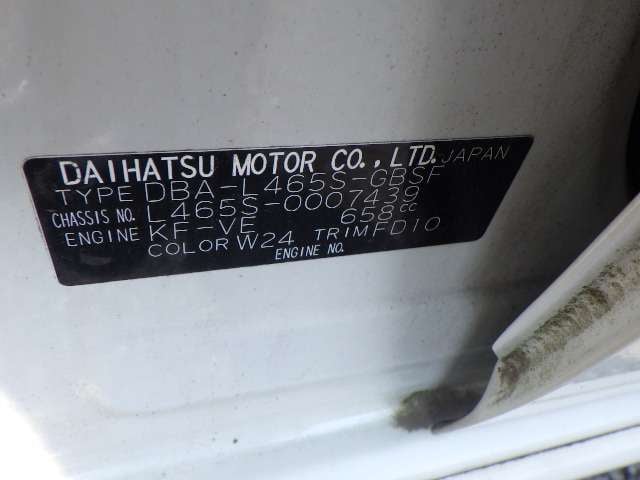 DAIHATSU MOTOR CO., LTD. JAPAN
TYPE DBA-L465S-GBSF
CHASSIS NO. L465S-0007439
ENGINE KF-VE 658cc
COLOR W24 TRIM FD10
ENGINE NO.